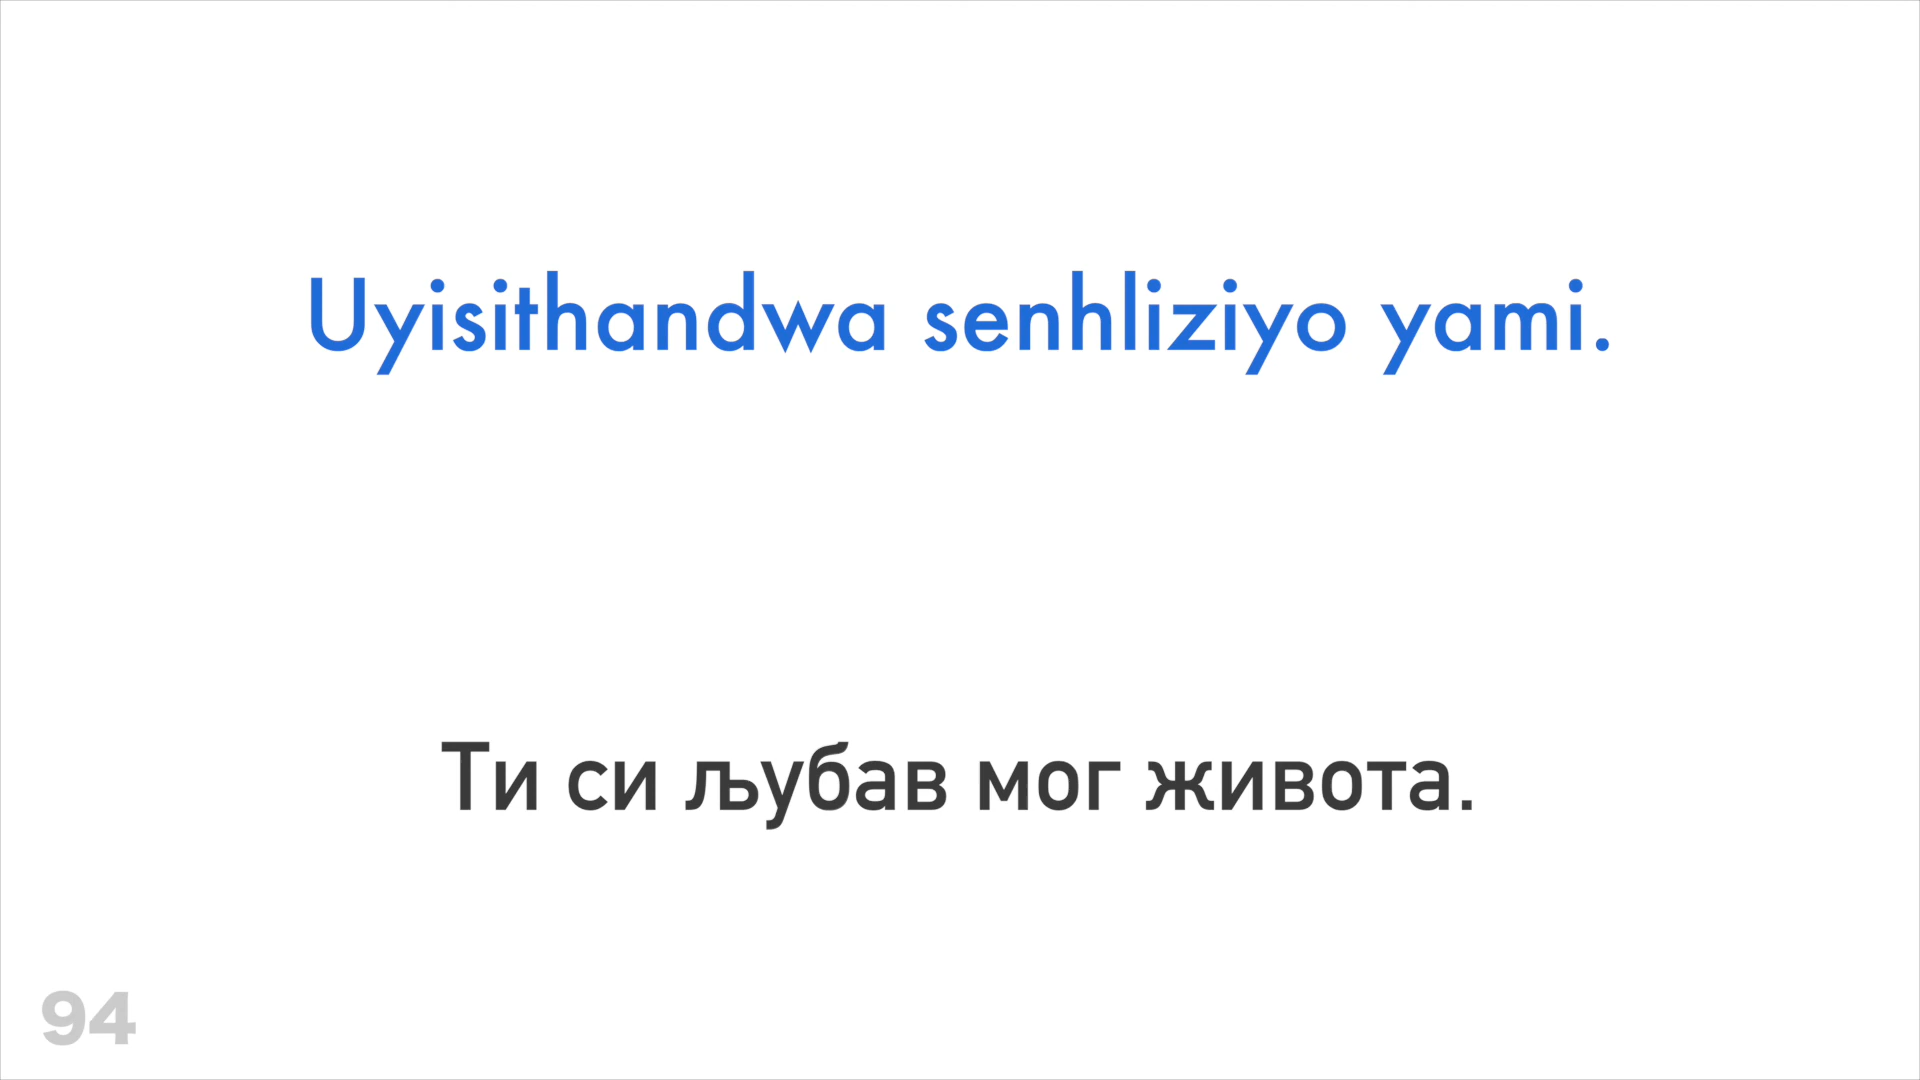 Uyisithandwa senhliziyo yami.
Ти си љубав мог живота.
94